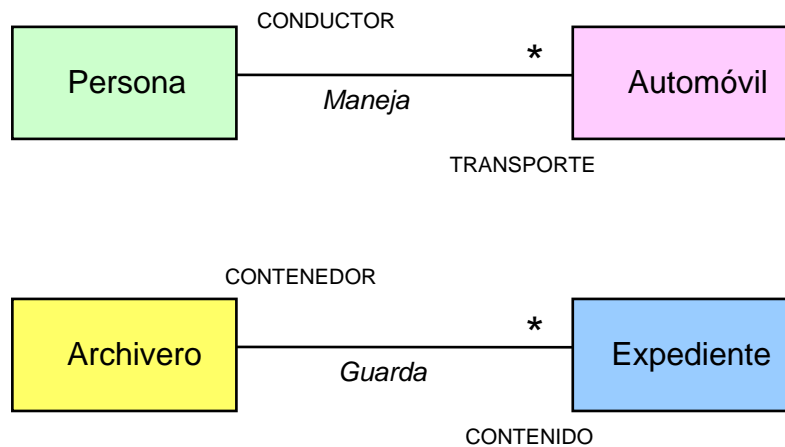 CONDUCTOR
*
Persona
Automóvil
Maneja
TRANSPORTE
CONTENEDOR
*
Archivero
Expediente
Guarda
CONTENIDO